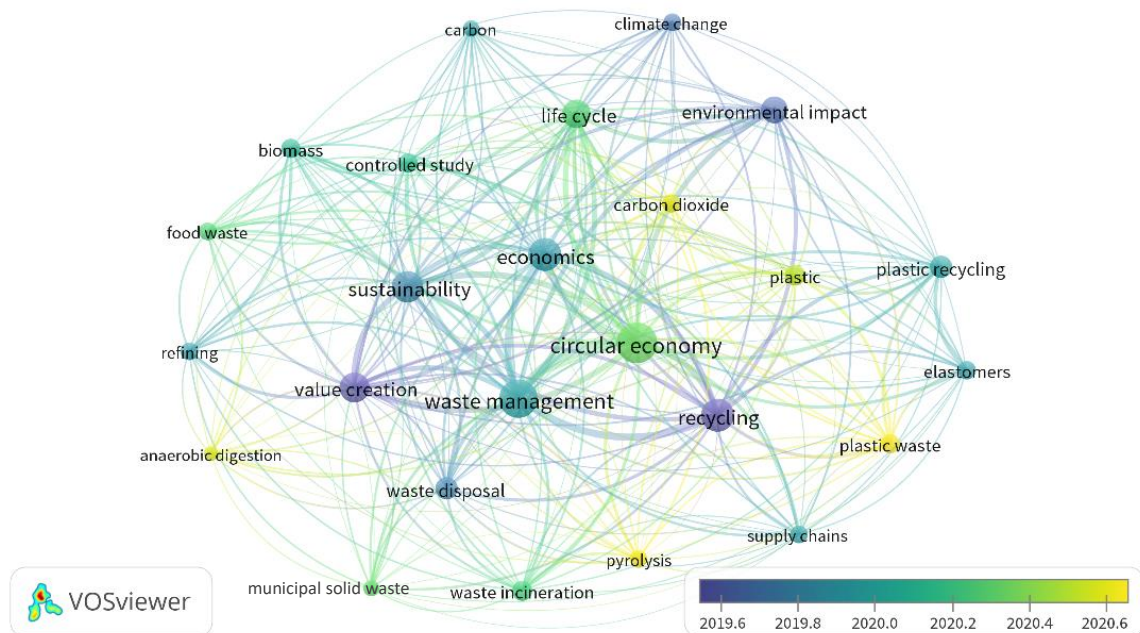 climate change
carbon
life cycle
environmental impact
biomass
controlled study
carbon dioxide
food waste
economics
plastic
plastic recycling
sustainability
circular economy
refining
elastomers
value creation
waste management
recycling
plastic waste
anaerobic digestion
waste disposal
supply chains
pyrolysis
municipal solid waste
waste incineration
VOSviewer
2019.6 2019.8 2020.0 2020.2 2020.4 2020.6